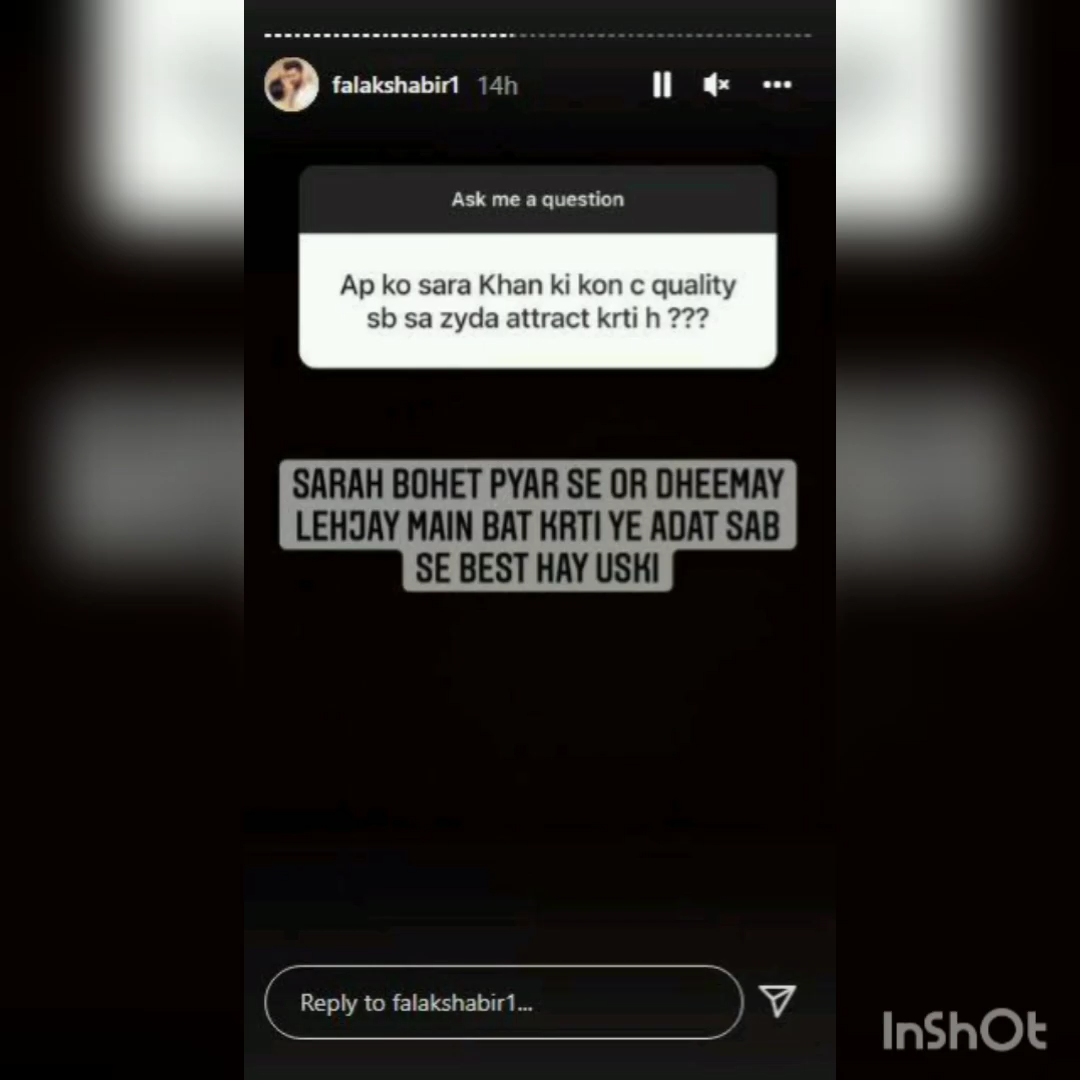 falakshabir1 14h
Ask me a question
Ap ko sara Khan ki kon c quality
sb sa zyda attract krti h ???
SARAH BOHET PYAR SE OR DHEEMAY
LEHJAY MAIN BAT KRTI YE ADAT SAB
SE BEST HAY USKI
Reply to falakshabir1...
InShOt